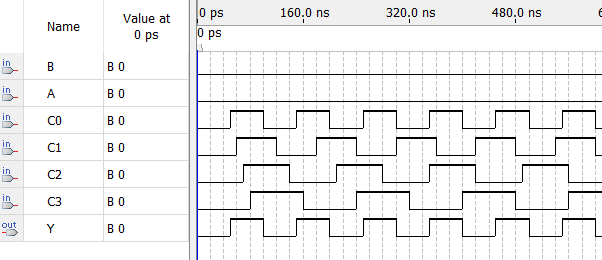 Name Value at 0 ps 0 ps 160.0 ns 320.0 ns 480.0 ns
0 ps
in B B 0
in A B 0
in C0 B 0
in C1 B 0
in C2 B 0
in C3 B 0
out Y B 0